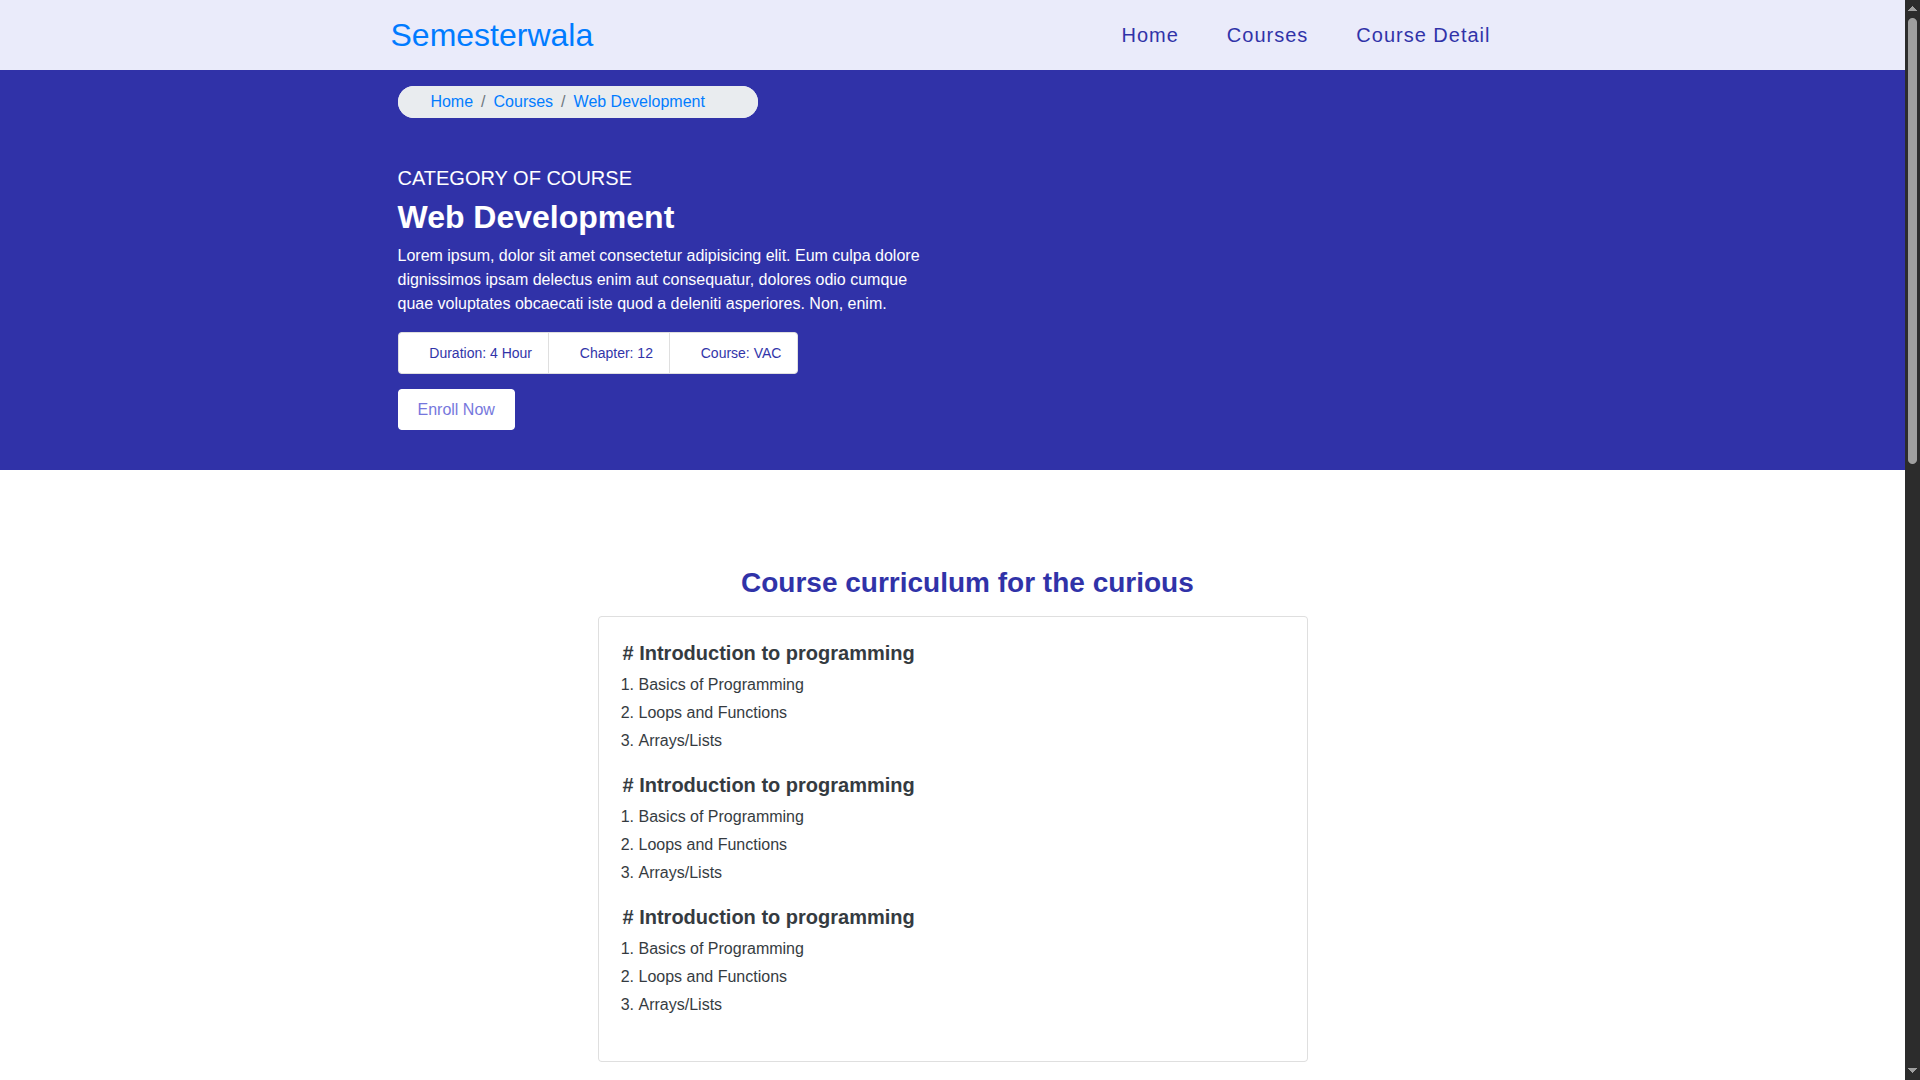 Semesterwala
Home Courses Course Detail
Home / Courses / Web Development
CATEGORY OF COURSE
Web Development
Lorem ipsum, dolor sit amet consectetur adipisicing elit. Eum culpa dolore
dignissimos ipsam delectus enim aut consequatur, dolores odio cumque
quae voluptates obcaecati iste quod a deleniti asperiores. Non, enim.
Duration: 4 Hour Chapter: 12 Course: VAC
Enroll Now
Course curriculum for the curious
# Introduction to programming
1. Basics of Programming
2. Loops and Functions
3. Arrays/Lists
# Introduction to programming
1. Basics of Programming
2. Loops and Functions
3. Arrays/Lists
# Introduction to programming
1. Basics of Programming
2. Loops and Functions
3. Arrays/Lists